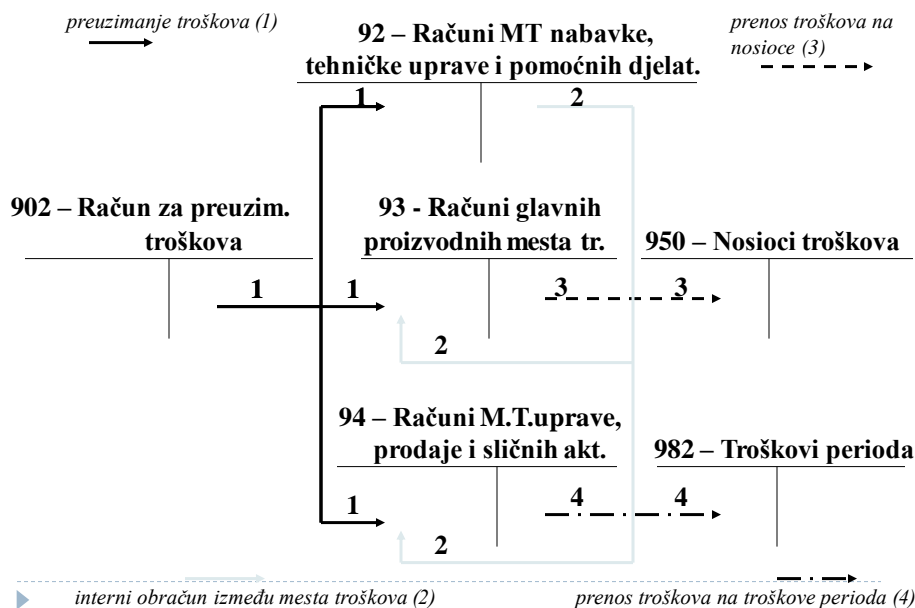 preuzimanje troškova (1)
92 – Računi MT nabavke,
tehničke uprave i pomoćnih djelat.
prenos troškova na
nosioce (3)
1
2
902 – Račun za preuzim.
troškova
93 - Računi glavnih
proizvodnih mesta tr.
950 – Nosioci troškova
1
1
3
3
2
94 – Računi M.T.uprave,
prodaje i sličnih akt.
982 – Troškovi perioda
1
4
4
2
interni obračun između mesta troškova (2)
prenos troškova na troškove perioda (4)